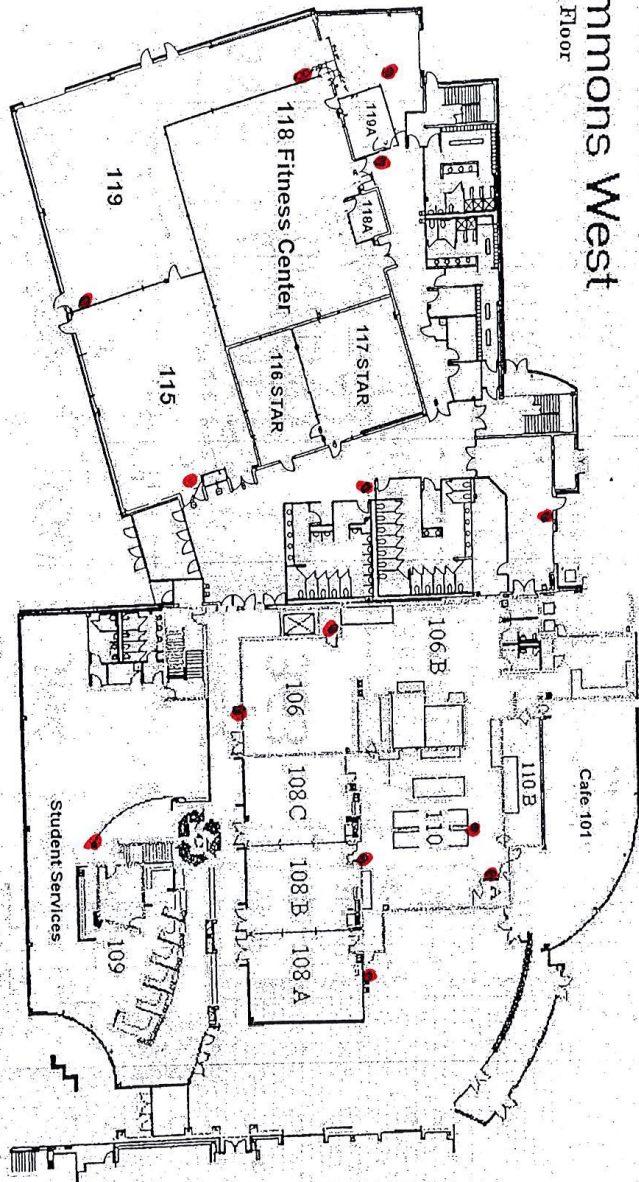 mmons West
Floor
119A
118A
118 Fitness Center
119
117 STAR
116 STAR
115
106 B
106
110 B
Cafe 101
108 C
110
A
108 B
108 A
Student Services
109